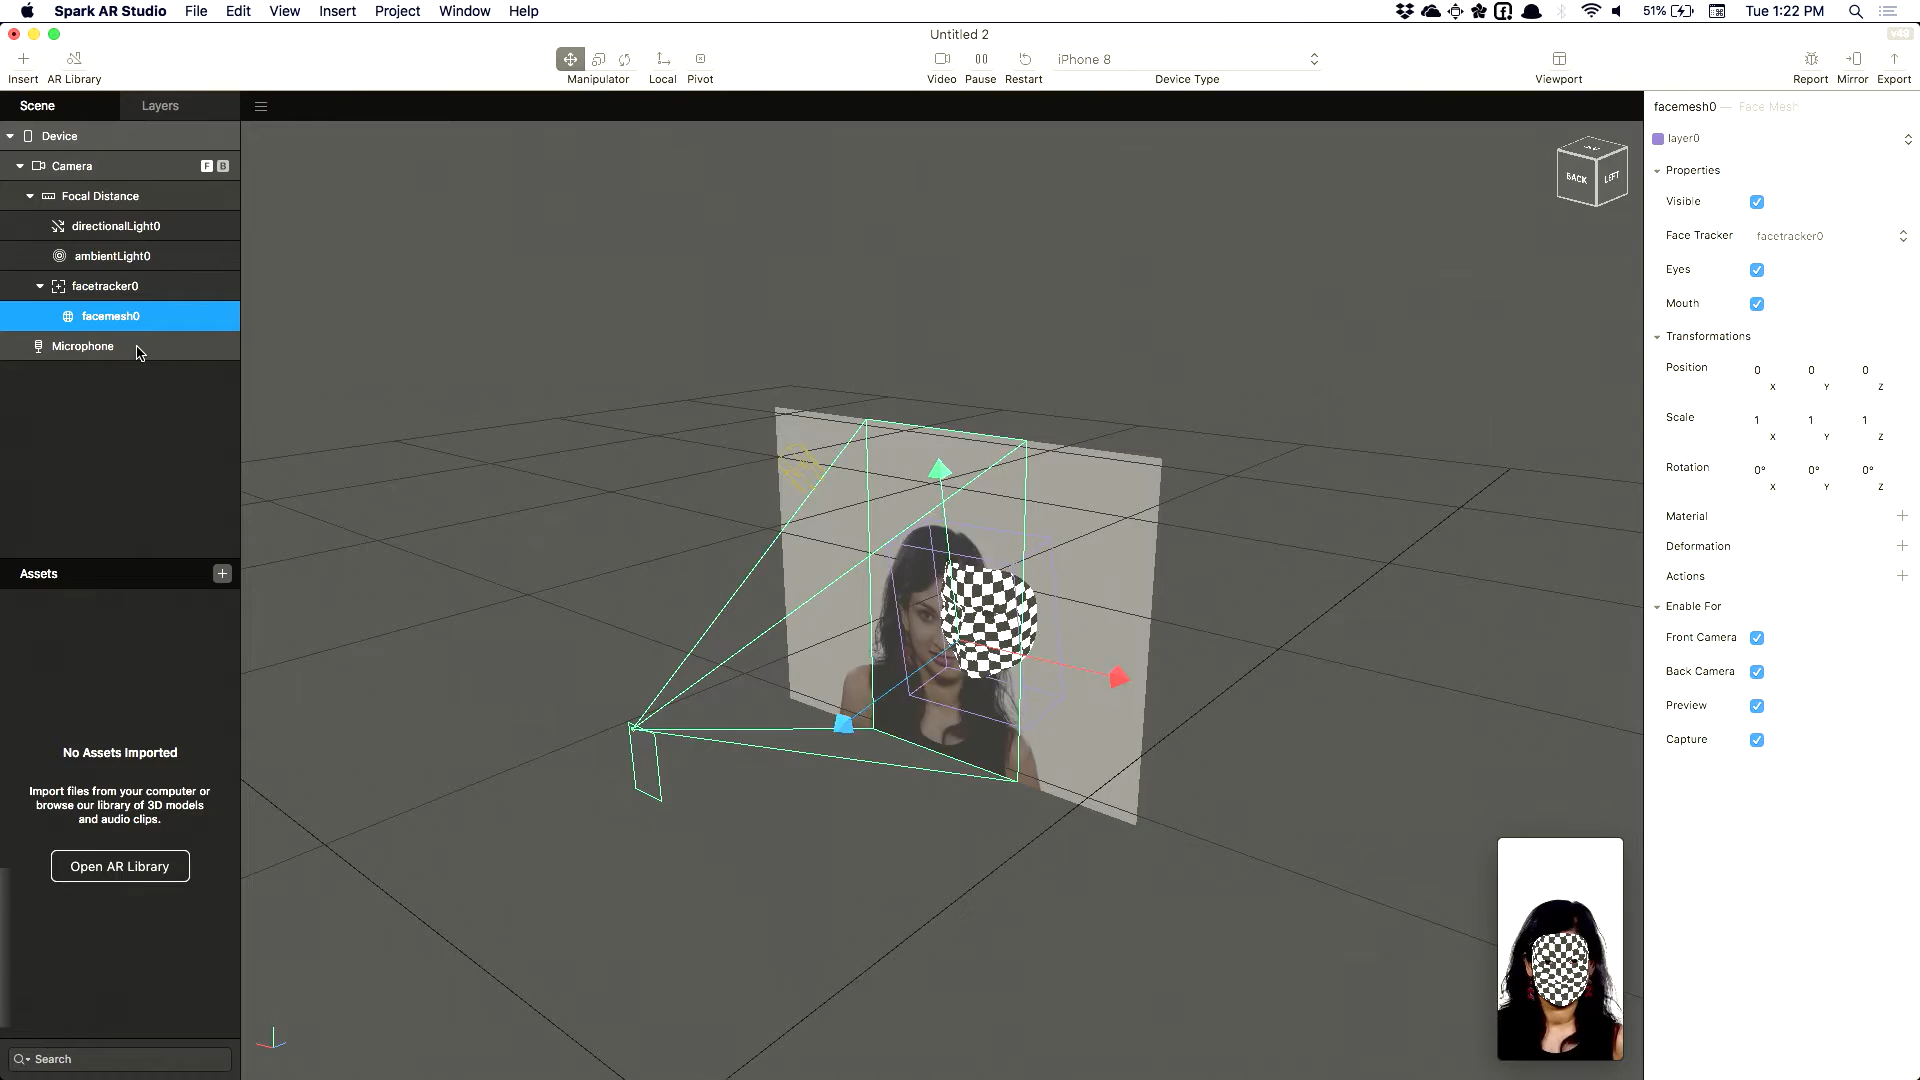 Spark AR Studio File Edit View Insert Project Window Help
51% Tue 1:22 PM
Untitled 2
v49
Insert AR Library
Manipulator Local Pivot
Video Pause Restart
iPhone 8
Device Type
Viewport
Report Mirror Export
Scene Layers
Device
Camera F B
Focal Distance
directionalLight0
ambientLight0
facetracker0
facemesh0
Microphone
Assets
No Assets Imported
Import files from your computer or
browse our library of 3D models
and audio clips.
Open AR Library
Search
BACK LEFT
facemesh0 — Face Mesh
layer0
Properties
Visible
Face Tracker facetracker0
Eyes
Mouth
Transformations
Position 0 0 0
X Y Z
Scale 1 1 1
X Y Z
Rotation 0° 0° 0°
X Y Z
Material
Deformation
Actions
Enable For
Front Camera
Back Camera
Preview
Capture